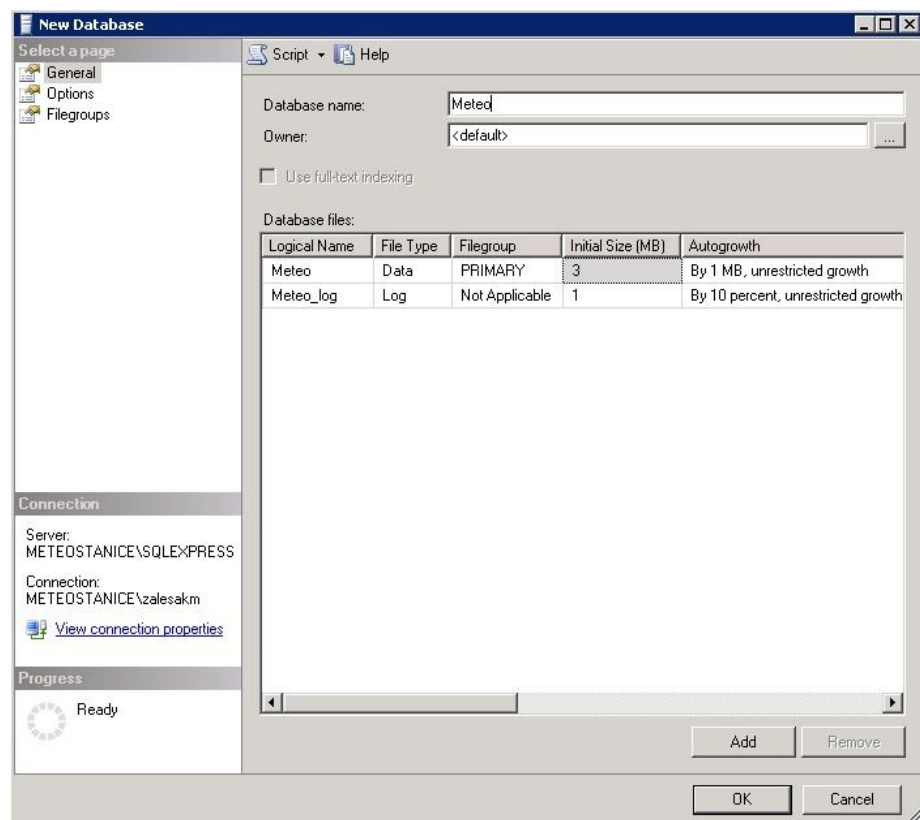 New Database
Select a page
General
Options
Filegroups
Script Help
Database name: Meteo
Owner: <default> ...
Use full-text indexing
Database files:
Logical Name File Type Filegroup Initial Size (MB) Autogrowth
Meteo Data PRIMARY 3 By 1 MB, unrestricted growth
Meteo_log Log Not Applicable 1 By 10 percent, unrestricted growth
Connection
Server:
METEOSTANICE\SQLEXPRESS
Connection:
METEOSTANICE\zalesakm
View connection properties
Progress
Ready
Add Remove
OK Cancel